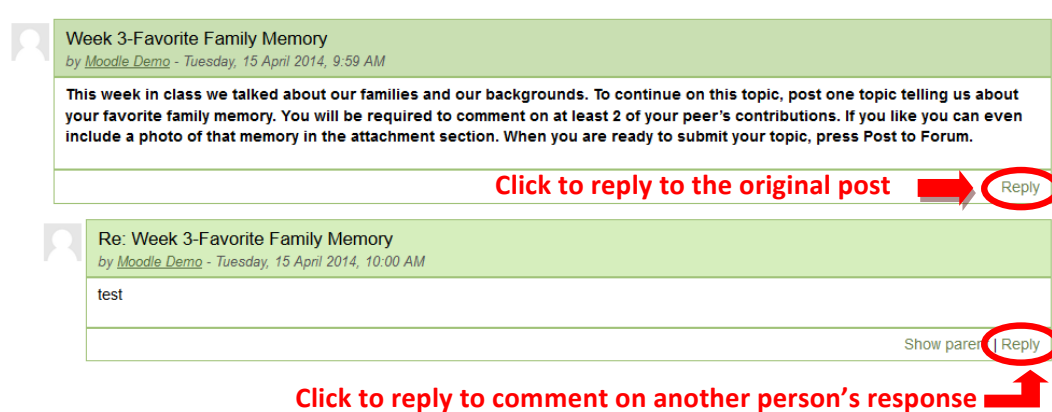 Week 3-Favorite Family Memory
by Moodle Demo - Tuesday, 15 April 2014, 9:59 AM
This week in class we talked about our families and our backgrounds. To continue on this topic, post one topic telling us about
your favorite family memory. You will be required to comment on at least 2 of your peer's contributions. If you like you can even
include a photo of that memory in the attachment section. When you are ready to submit your topic, press Post to Forum.
Click to reply to the original post Reply
Re: Week 3-Favorite Family Memory
by Moodle Demo - Tuesday, 15 April 2014, 10:00 AM
test
Show parent | Reply
Click to reply to comment on another person's response